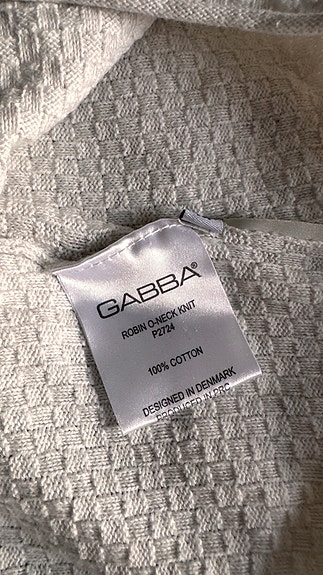 GABBA®
ROBIN O-NECK KNIT
P2724
100% COTTON
DESIGNED IN DENMARK
PRODUCED IN PRC